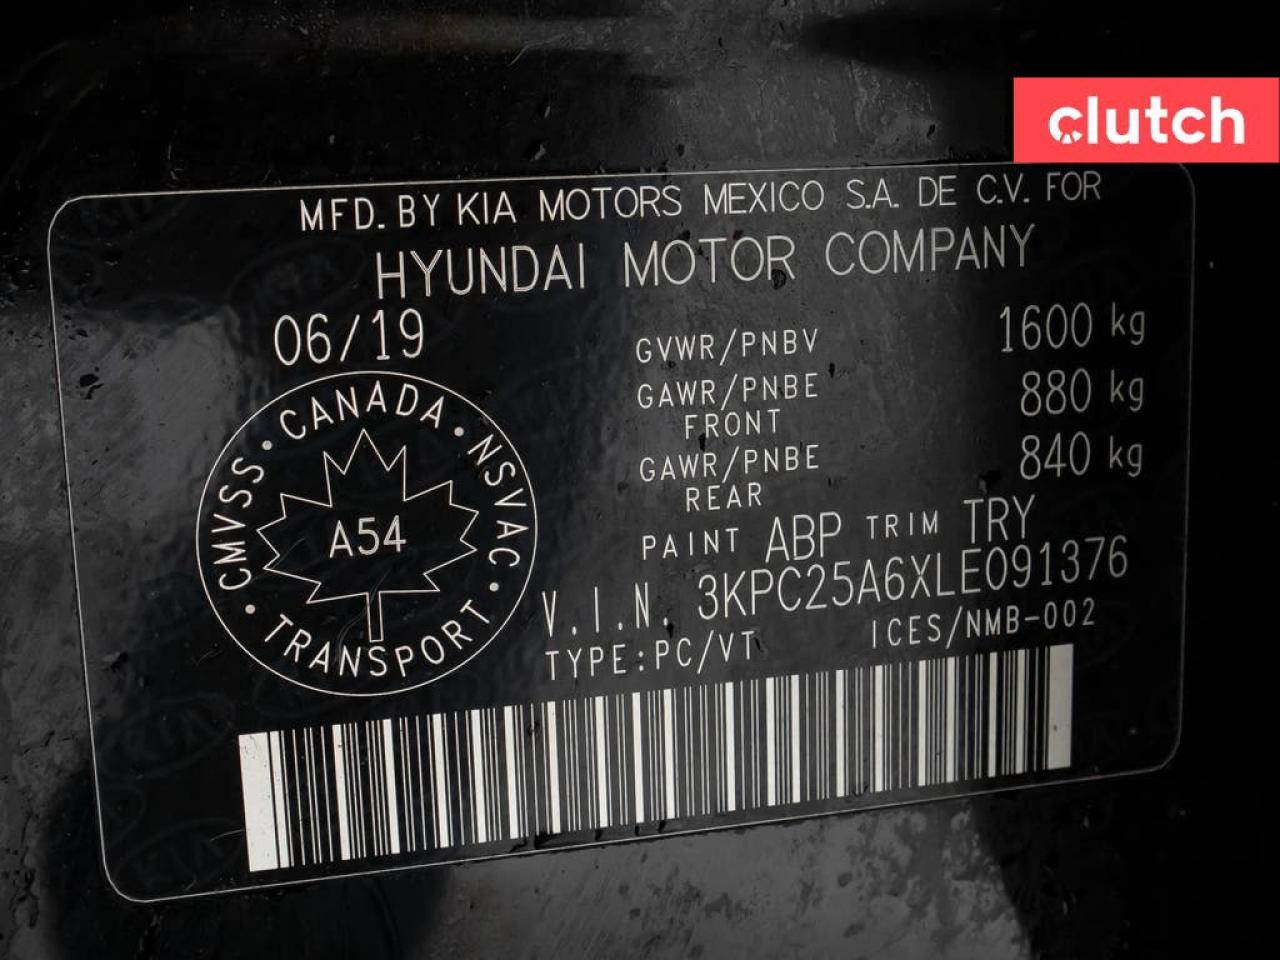 clutch
MFD. BY KIA MOTORS MEXICO S.A. DE C.V. FOR
HYUNDAI MOTOR COMPANY
06/19
GVWR/PNBV 1600 kg
GAWR/PNBE 880 kg
FRONT
GAWR/PNBE 840 kg
REAR
CANADA • NSVAC • TRANSPORT • CMVSS •
A54
PAINT ABP TRIM TRY
V.I.N. 3KPC25A6XLE091376
TYPE:PC/VT ICES/NMB-002